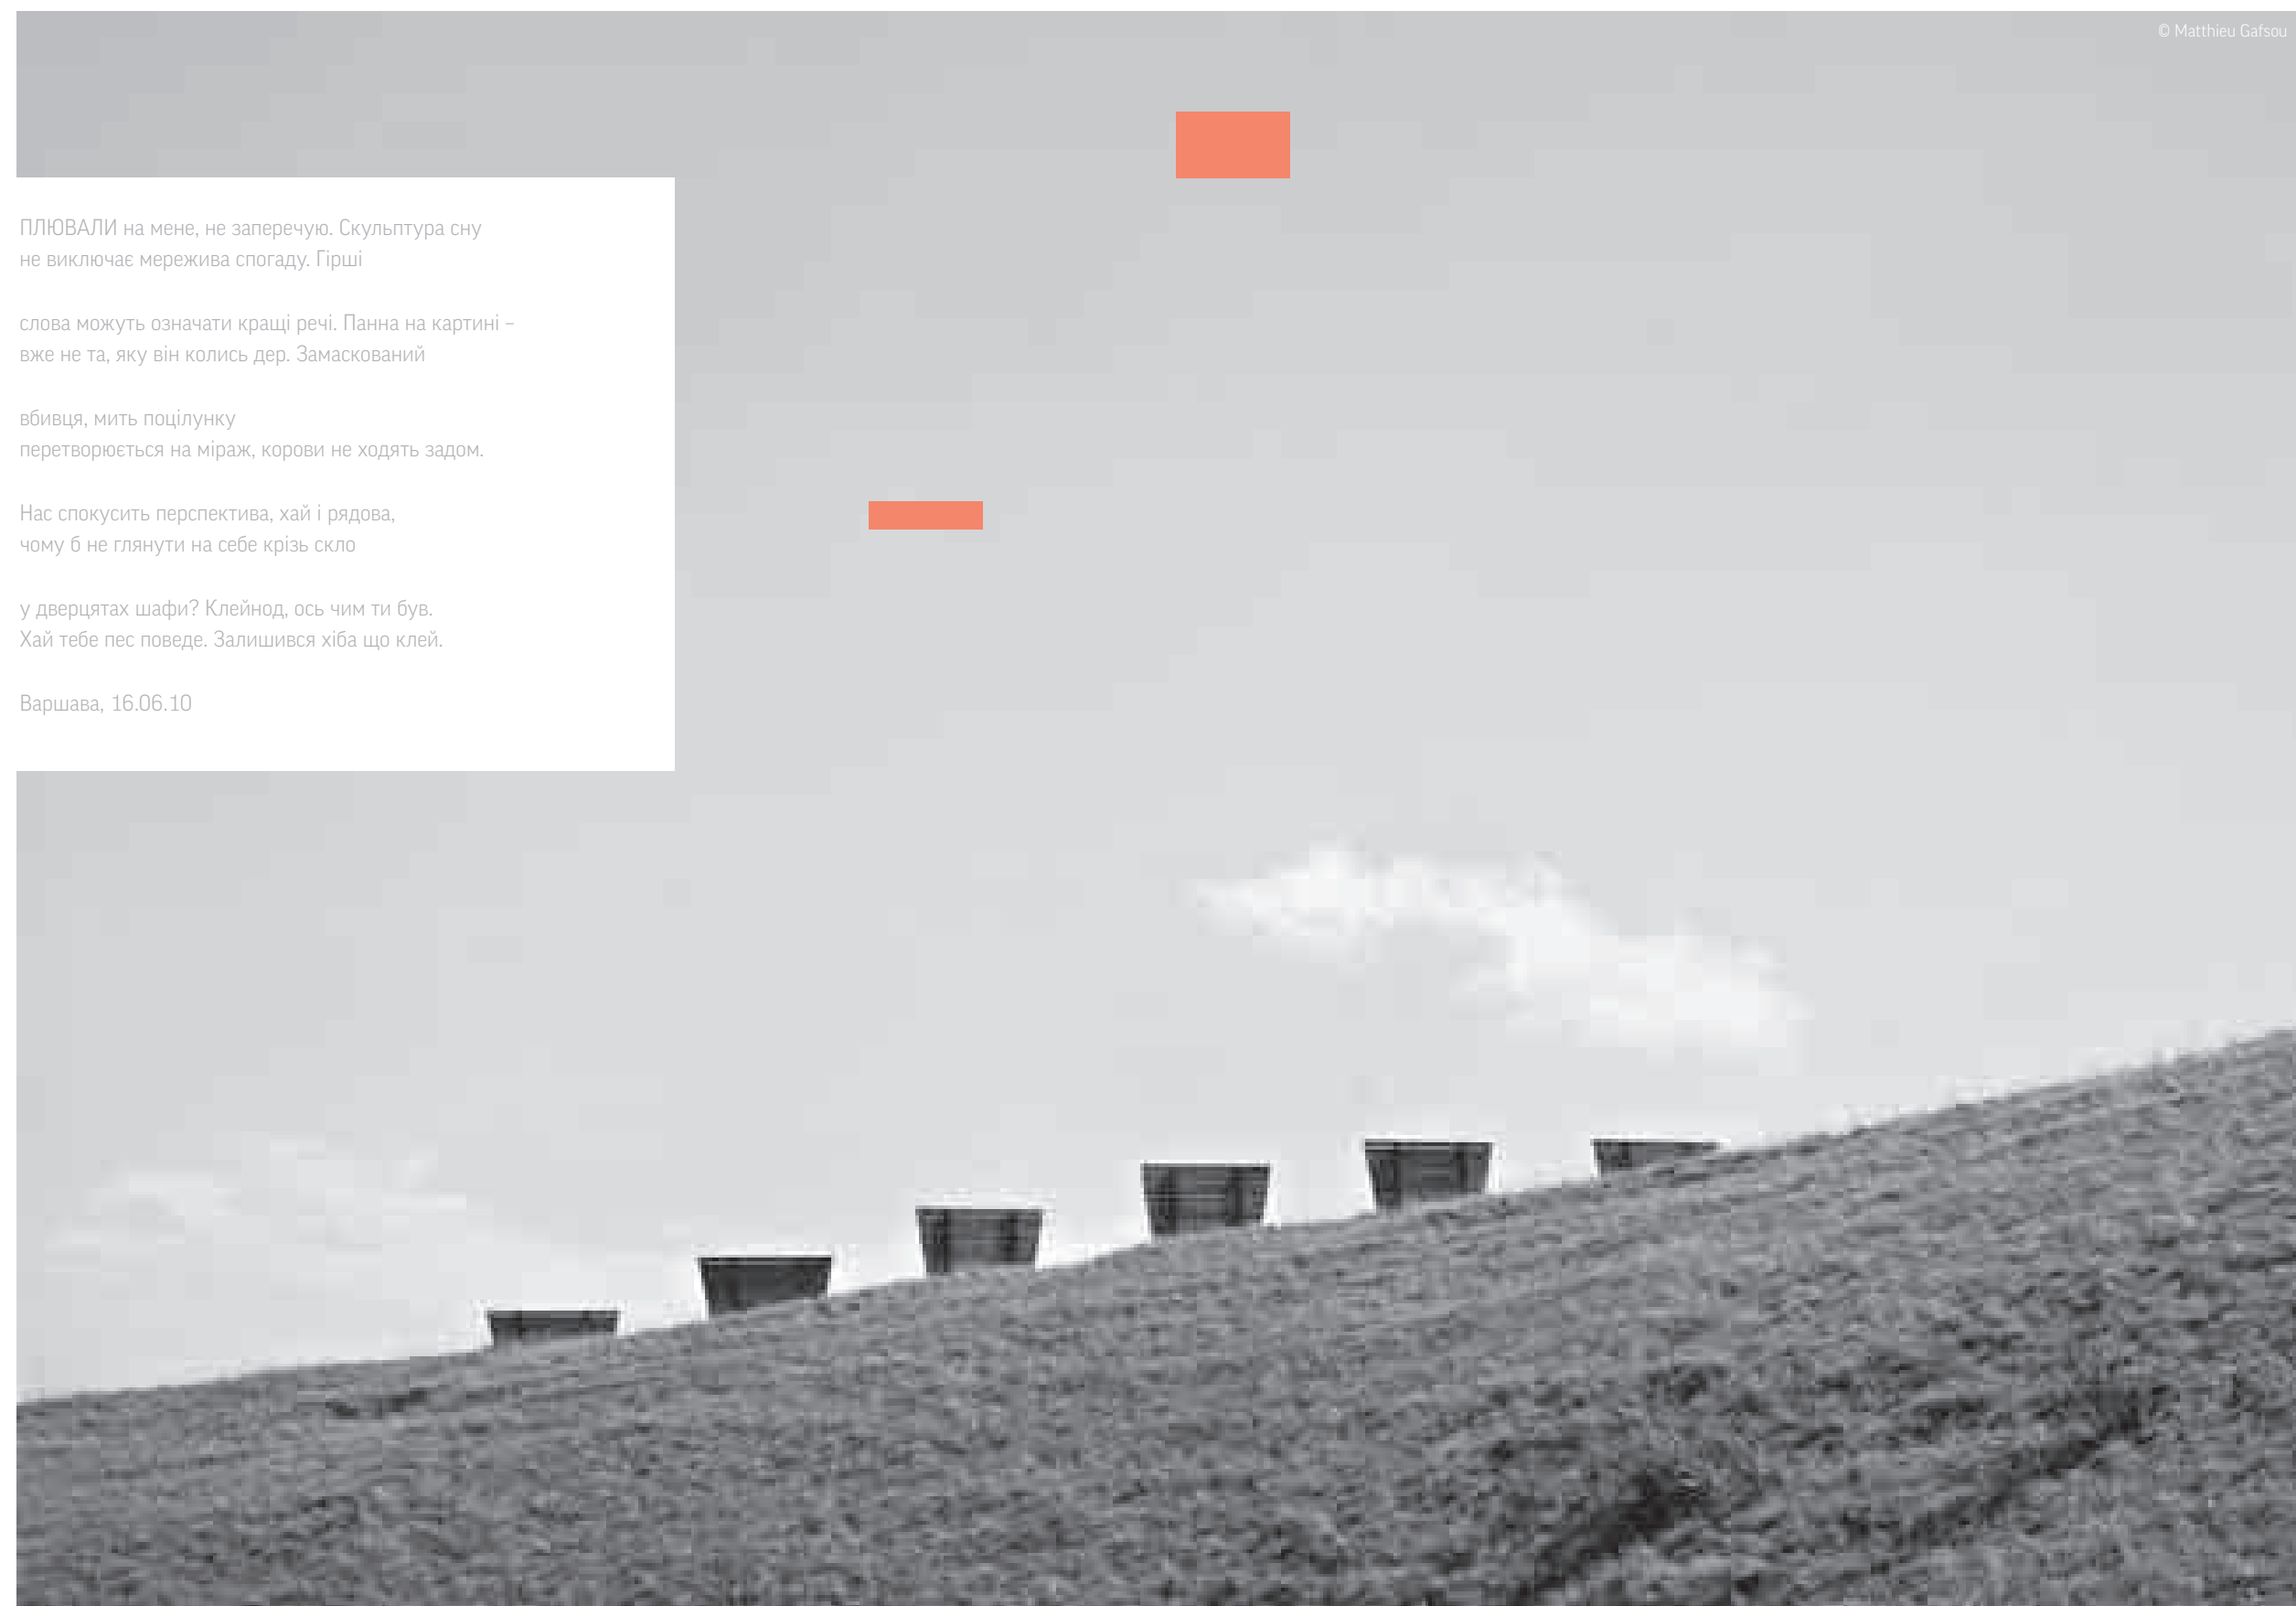 © Matthieu Gafsou
ПЛЮВАЛИ на мене, не заперечую. Скульптура сну
не виключає мережива спогаду. Гірші
слова можуть означати кращі речі. Панна на картині –
вже не та, яку він колись дер. Замаскований
вбивця, мить поцілунку
перетворюється на міраж, корови не ходять задом.
Нас спокусить перспектива, хай і рядова,
чому б не глянути на себе крізь скло
у дверцятах шафи? Клейнод, ось чим ти був.
Хай тебе пес поведе. Залишився хіба що клей.
Варшава, 16.06.10